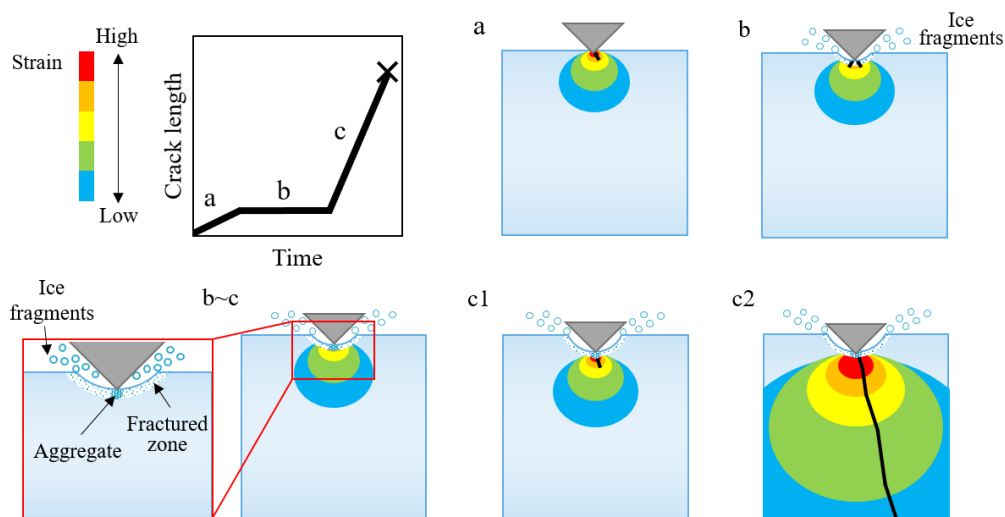 High
Strain
Low
Crack length
a
b
c
Time
a
b
Ice
fragments
Ice
fragments
Aggregate
Fractured
zone
b~c
c1
c2